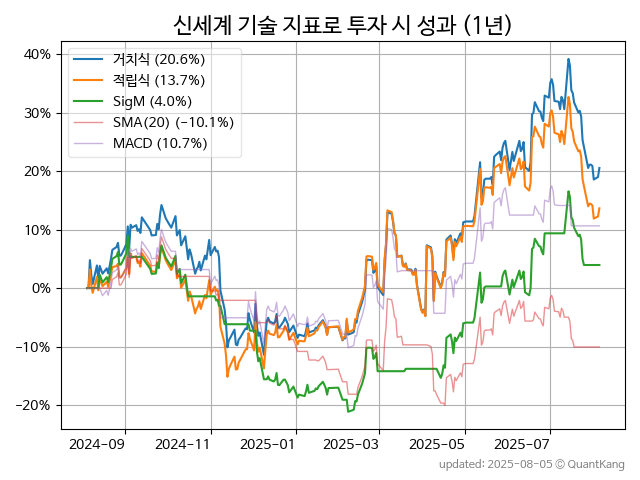 신세계 기술 지표로 투자 시 성과 (1년)
거치식 (20.6%)
적립식 (13.7%)
SigM (4.0%)
SMA(20) (−10.1%)
MACD (10.7%)
40%
30%
20%
10%
0%
−10%
−20%
2024-09
2024-11
2025-01
2025-03
2025-05
2025-07
updated: 2025-08-05 © QuantKang